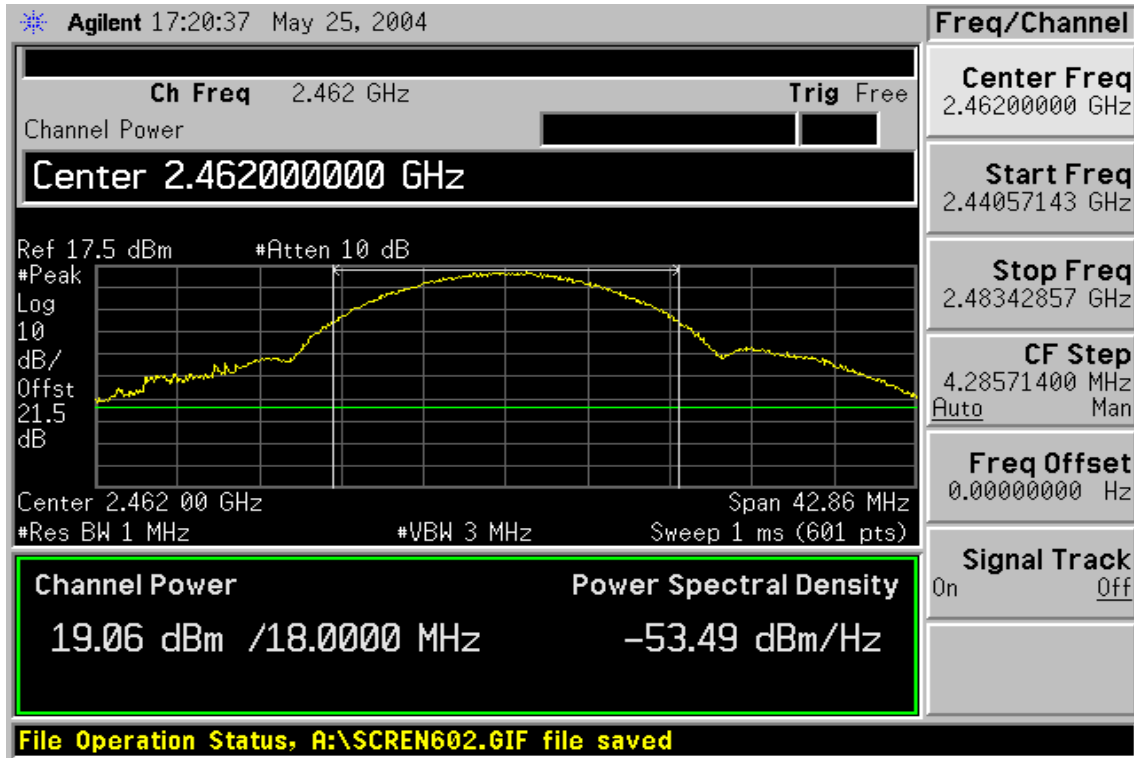 Agilent 17:20:37 May 25, 2004
Freq/Channel
Ch Freq 2.462 GHz
Trig Free
Channel Power
Center 2.462000000 GHz
Ref 17.5 dBm #Atten 10 dB
#Peak
Log
10
dB/
Offst
21.5
dB
Center 2.462 00 GHz
Span 42.86 MHz
#Res BW 1 MHz
#VBW 3 MHz
Sweep 1 ms (601 pts)
Channel Power
Power Spectral Density
19.06 dBm /18.0000 MHz
-53.49 dBm/Hz
Center Freq
2.46200000 GHz
Start Freq
2.44057143 GHz
Stop Freq
2.48342857 GHz
CF Step
4.28571400 MHz
Auto Man
Freq Offset
0.00000000 Hz
Signal Track
On Off
File Operation Status, A:\SCREN602.GIF file saved